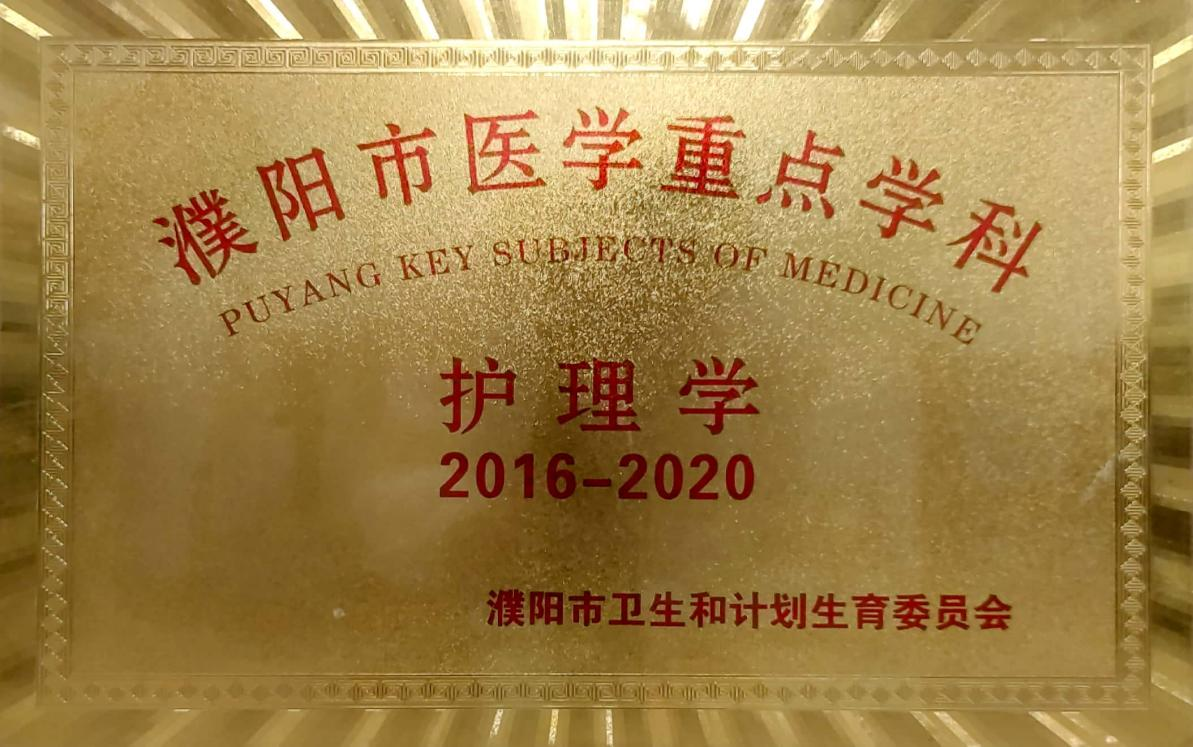 濮阳市医学重点学科
PUYANG KEY SUBJECTS OF MEDICINE
护理学
2016-2020
濮阳市卫生和计划生育委员会